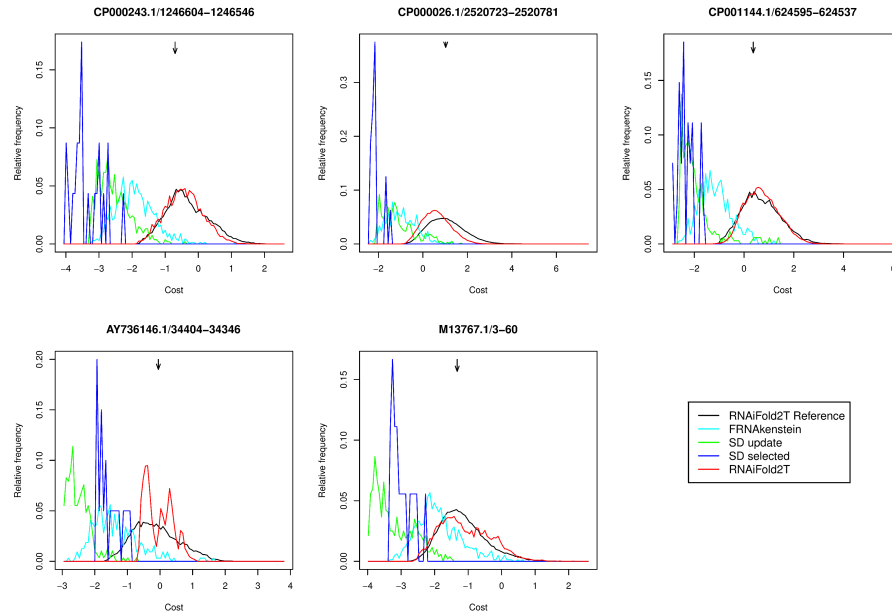 CP000243.1/1246604−1246546
CP000026.1/2520723−2520781
CP001144.1/624595−624537
Relative frequency
0.00
0.05
0.10
0.15
−4
−3
−2
−1
0
1
2
Cost
Relative frequency
0.0
0.1
0.2
0.3
−2
0
2
4
6
Cost
Relative frequency
0.00
0.05
0.10
0.15
−2
0
2
4
6
Cost
AY736146.1/34404−34346
M13767.1/3−60
Relative frequency
0.00
0.05
0.10
0.15
0.20
−3
−2
−1
0
1
2
3
4
Cost
Relative frequency
0.00
0.05
0.10
0.15
−4
−3
−2
−1
0
1
2
Cost
RNAiFold2T Reference
FRNAkenstein
SD update
SD selected
RNAiFold2T